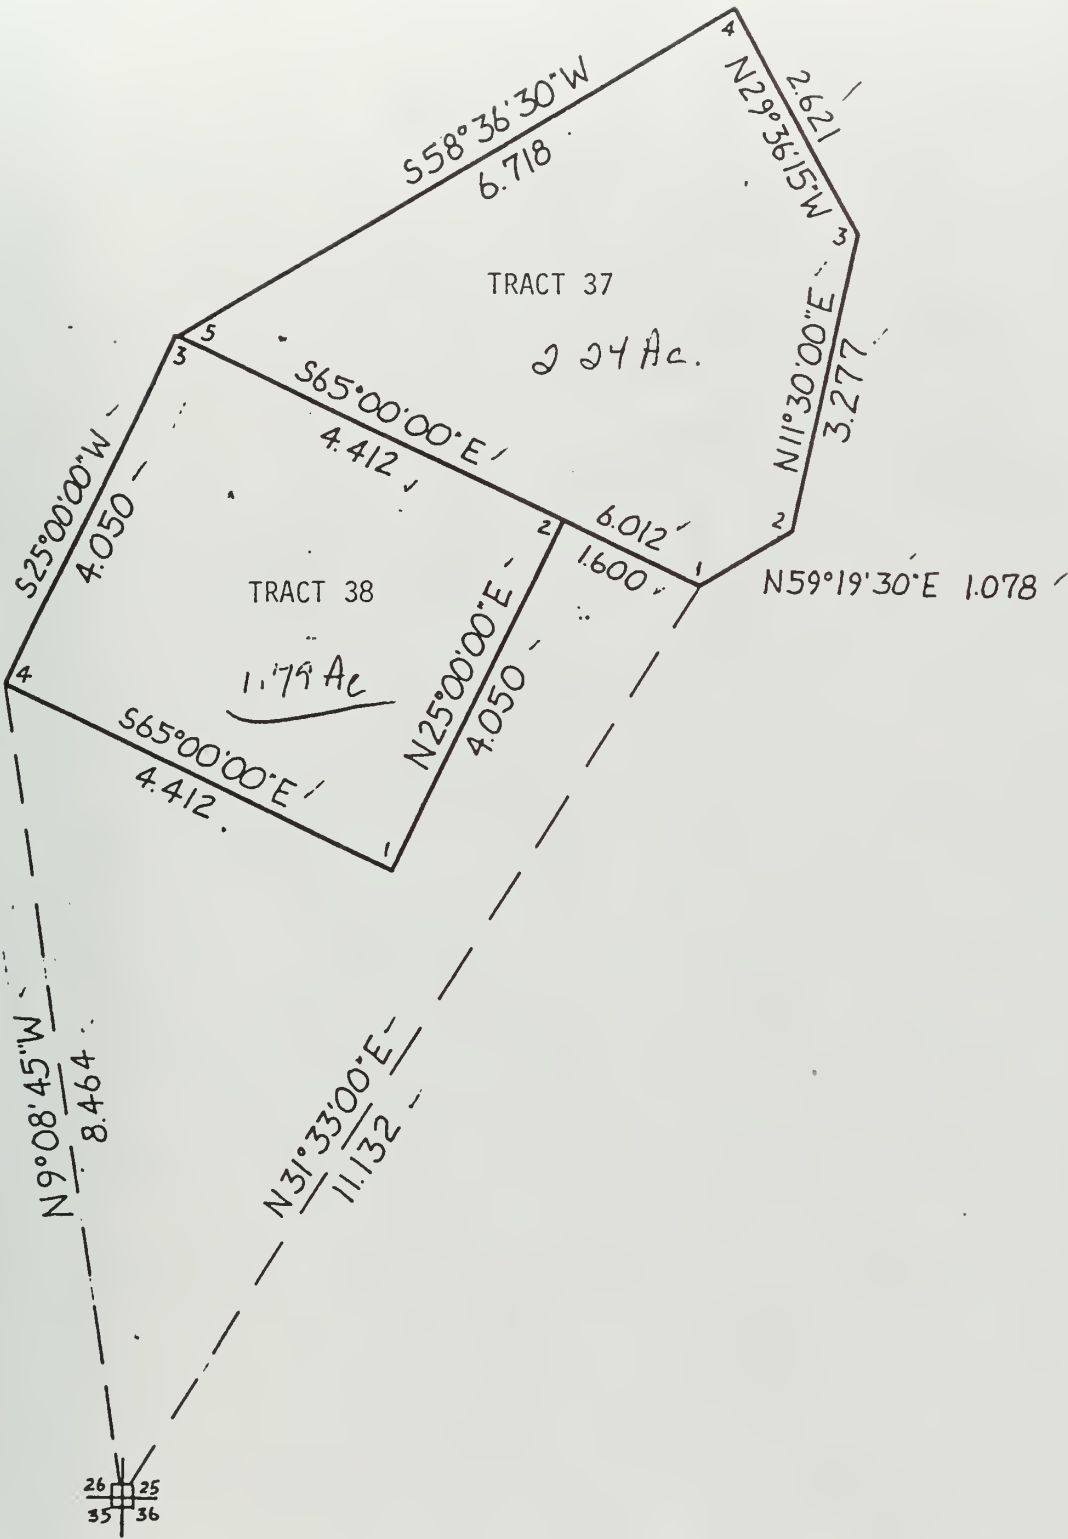 4
S58°36'30"W
6.718
2.621
N29°36'15"W
3
TRACT 37
2 24 Ac.
5
3
S65°00'00"E
4.412
N11°30'00"E
3.277
S25°00'00"W
4.050
2
6.012
1.600
2
1
N59°19'30"E 1.078
TRACT 38
1.79 Ac
N25°00'00"E
4.050
4
S65°00'00"E
4.412
1
N9°08'45"W
8.464
N31°33'00"E
11.132
26 25
35 36